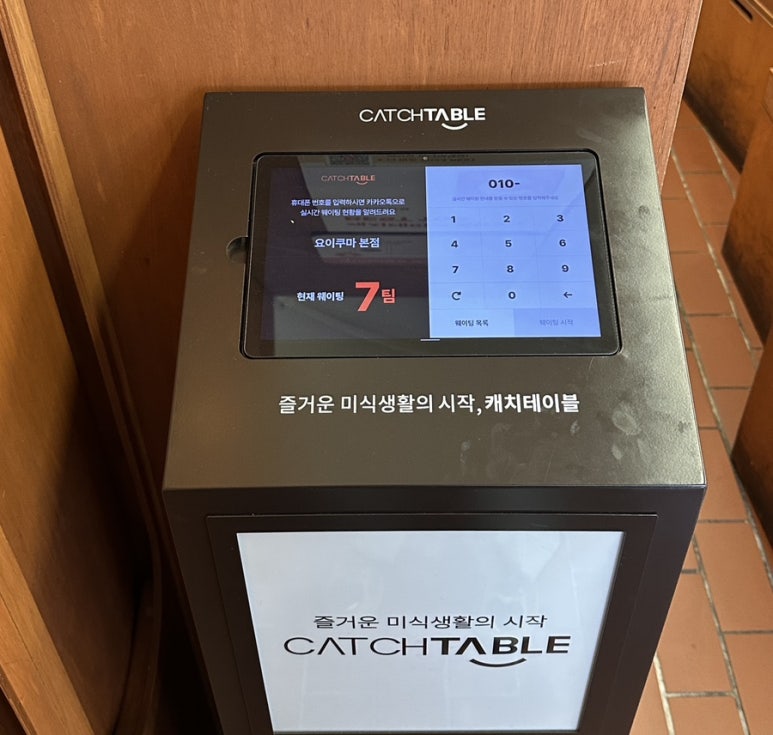 CATCHTABLE
CATCHTABLE
휴대폰 번호를 입력하시면 카카오톡으로
실시간 웨이팅 현황을 알려드려요
요이쿠마 본점
현재 웨이팅 7팀
010-
1 2 3
4 5 6
7 8 9
0
웨이팅 목록 웨이팅 시작
즐거운 미식생활의 시작, 캐치테이블
즐거운 미식생활의 시작
CATCHTABLE